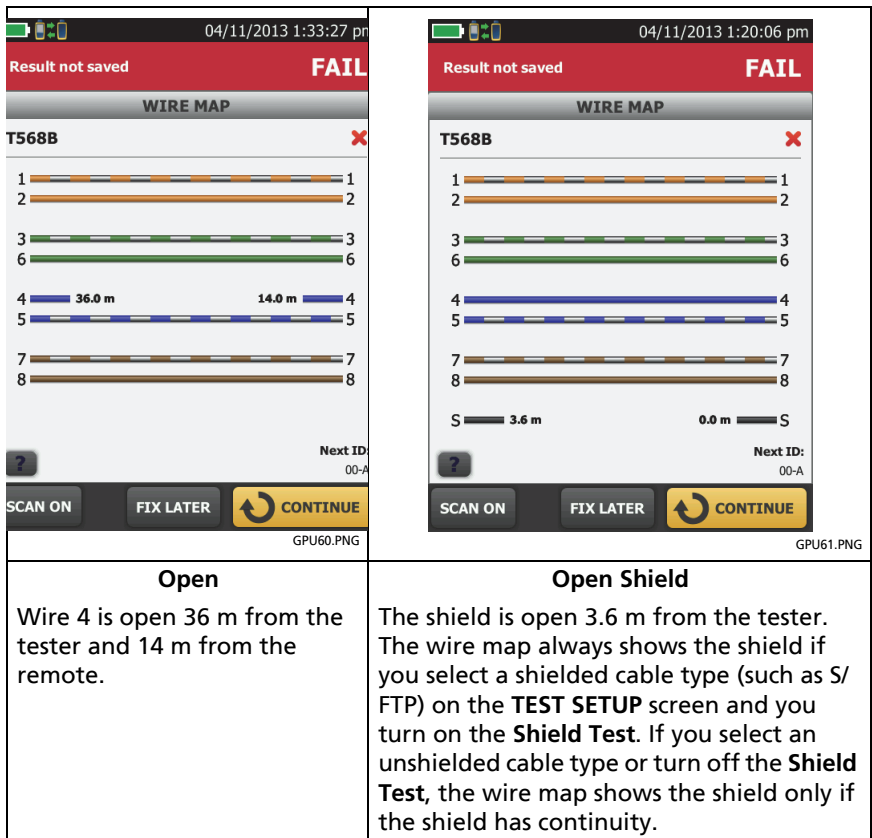 04/11/2013 1:33:27 pm
Result not saved FAIL
WIRE MAP
T568B
1 1
2 2
3 3
6 6
4 36.0 m 14.0 m 4
5 5
7 7
8 8
?
Next ID:
00-A
SCAN ON FIX LATER CONTINUE
GPU60.PNG
Open
Wire 4 is open 36 m from the
tester and 14 m from the
remote.
04/11/2013 1:20:06 pm
Result not saved FAIL
WIRE MAP
T568B
1 1
2 2
3 3
6 6
4 4
5 5
7 7
8 8
S 3.6 m 0.0 m S
?
Next ID:
00-A
SCAN ON FIX LATER CONTINUE
GPU61.PNG
Open Shield
The shield is open 3.6 m from the tester.
The wire map always shows the shield if
you select a shielded cable type (such as S/
FTP) on the TEST SETUP screen and you
turn on the Shield Test. If you select an
unshielded cable type or turn off the Shield
Test, the wire map shows the shield only if
the shield has continuity.